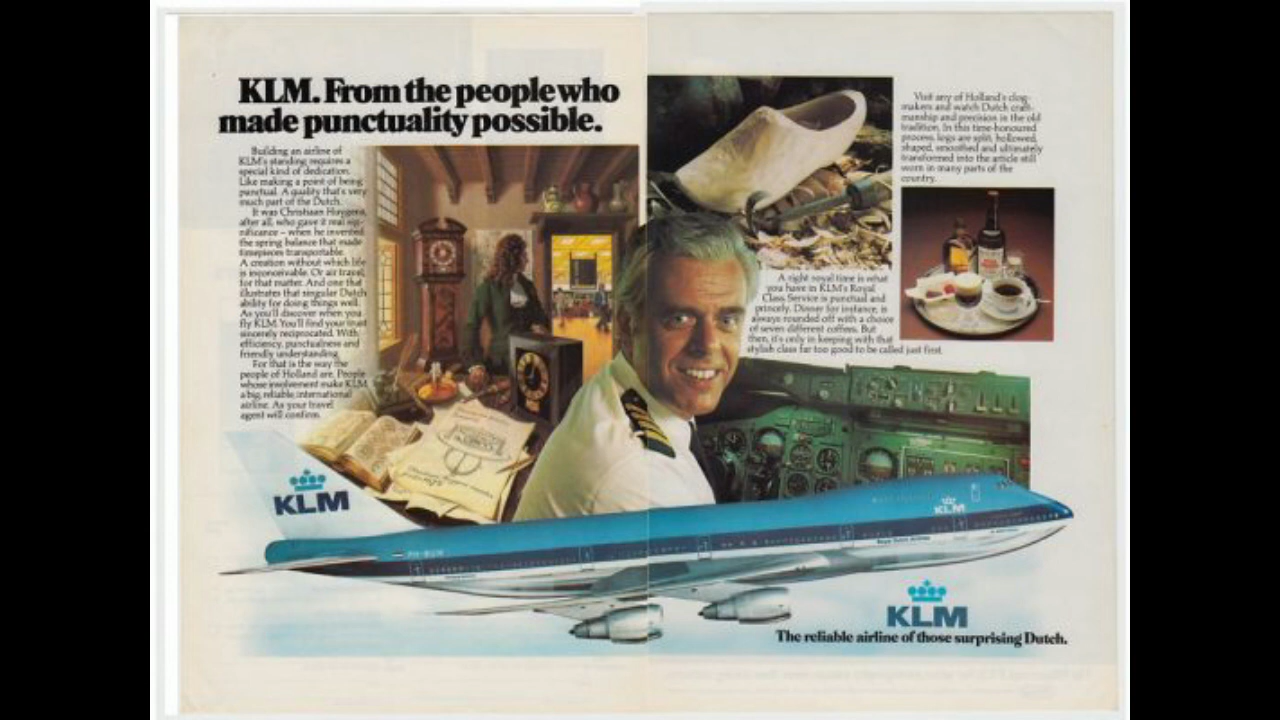 KLM. From the people who
made punctuality possible.
Building an airline of
KLM's standing requires a
special kind of dedication.
Like making a point of being
punctual. A quality that's very
much part of the Dutch.
It was Christiaan Huygens,
after all, who gave it real sig-
nificance – when he invented
the spring balance that made
timepieces transportable.
A creation without which life
is inconceivable. Or air travel,
for that matter. And one that
illustrates that singular Dutch
ability for doing things well.
As you'll discover when you
fly KLM. You'll find your trust
sincerely reciprocated. With
efficiency, punctualness and
friendly understanding.
For that is the way the
people of Holland are. People
whose involvement make KLM
a big, reliable, international
airline. As your travel
agent will confirm.
Visit any of Holland's clog-
makers and watch Dutch craft-
manship and precision in the old
tradition. In this time-honoured
process, logs are split, hollowed,
shaped, smoothed and ultimately
transformed into the article still
worn in many parts of the
country.
A right royal time is what
you have in KLM's Royal
Class. Service is punctual and
princely. Dinner for instance, is
always rounded off with a choice
of seven different coffees. But
then, it's only in keeping with that
stylish class far too good to be called just first.
KLM
KLM
KLM
The reliable airline of those surprising Dutch.